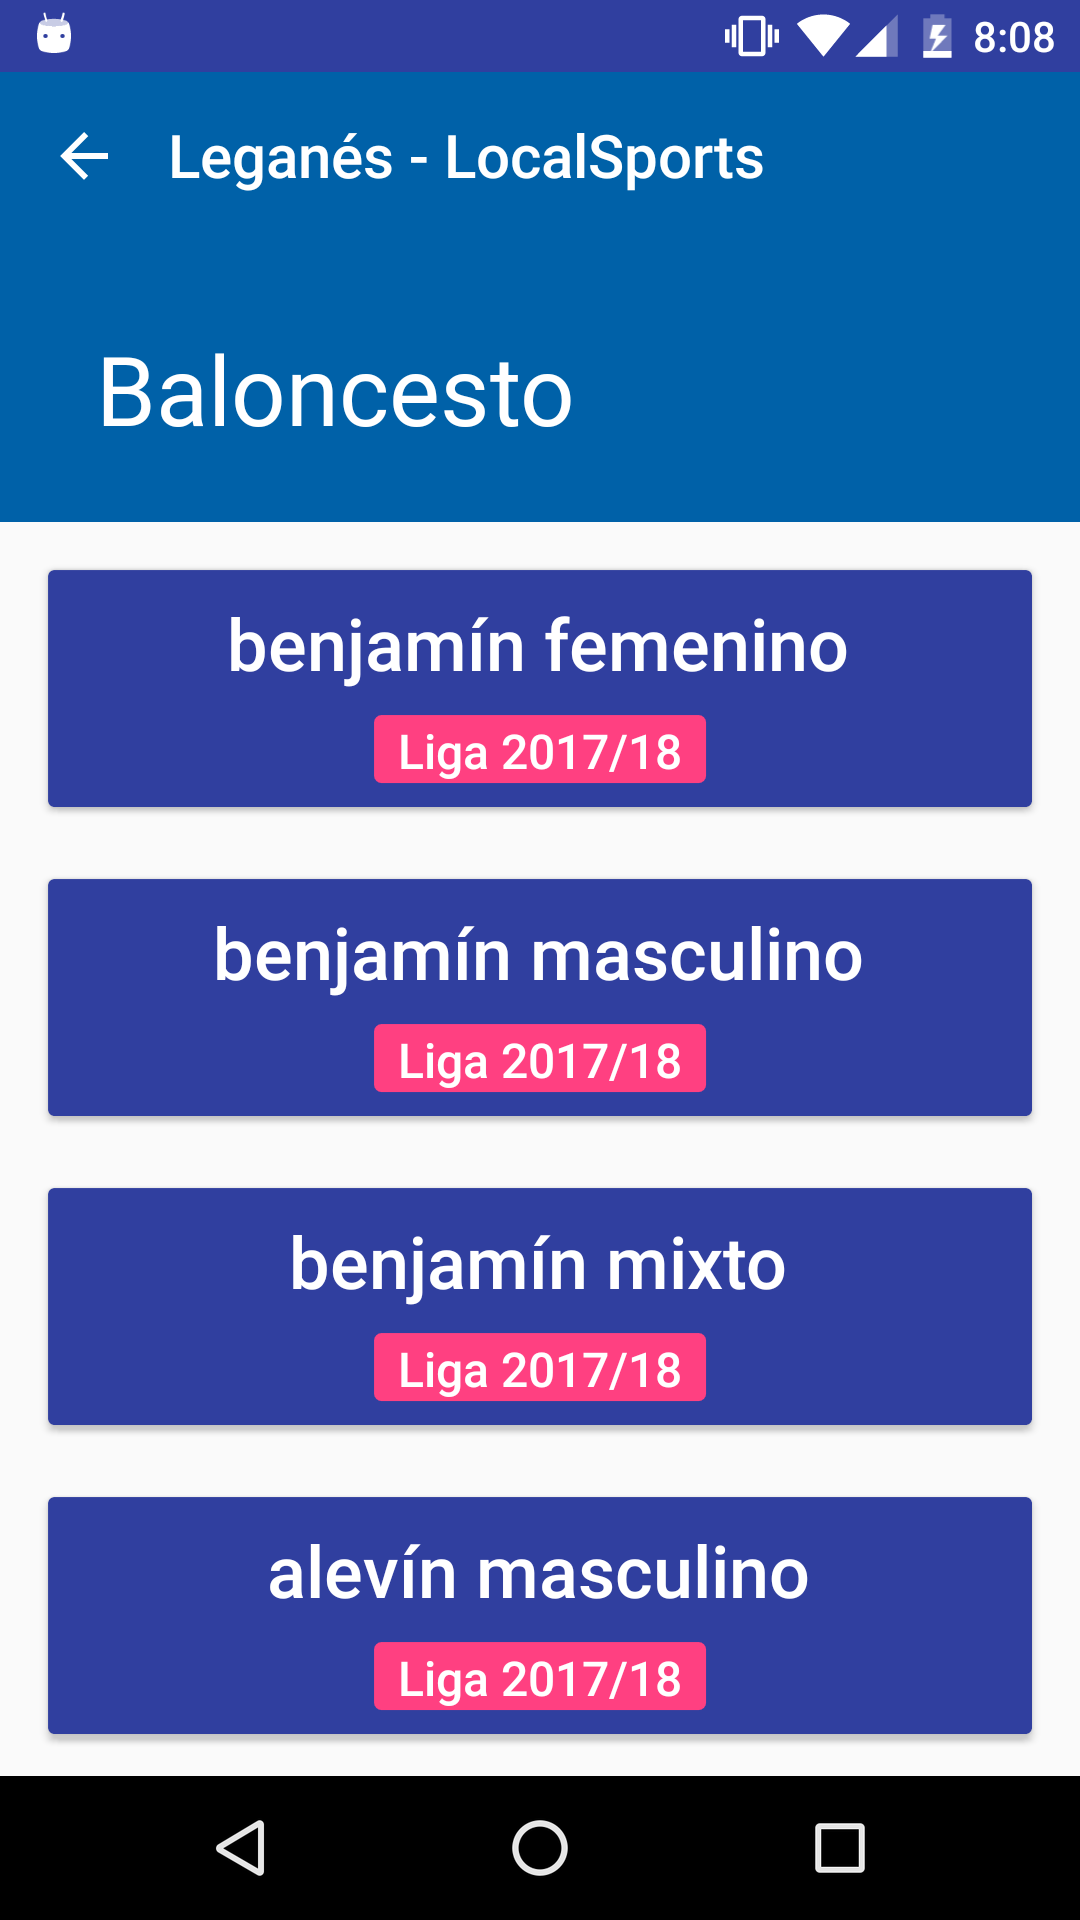 8:08
Leganés - LocalSports
Baloncesto
benjamín femenino
Liga 2017/18
benjamín masculino
Liga 2017/18
benjamín mixto
Liga 2017/18
alevín masculino
Liga 2017/18